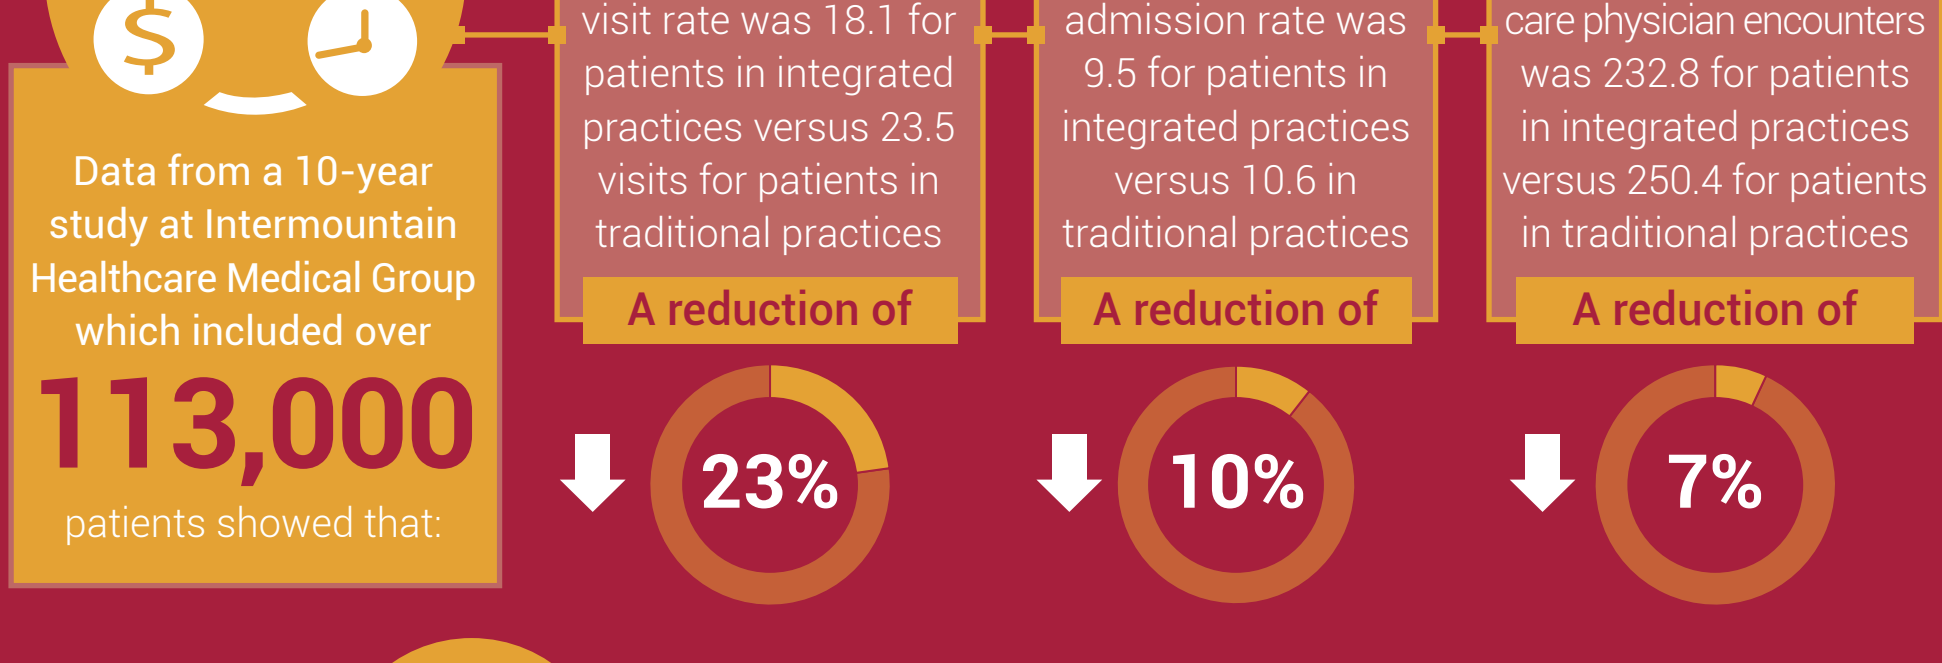 $
Data from a 10-year
study at Intermountain
Healthcare Medical Group
which included over
113,000
patients showed that:
visit rate was 18.1 for
patients in integrated
practices versus 23.5
visits for patients in
traditional practices
A reduction of
23%
admission rate was
9.5 for patients in
integrated practices
versus 10.6 in
traditional practices
A reduction of
10%
care physician encounters
was 232.8 for patients
in integrated practices
versus 250.4 for patients
in traditional practices
A reduction of
7%